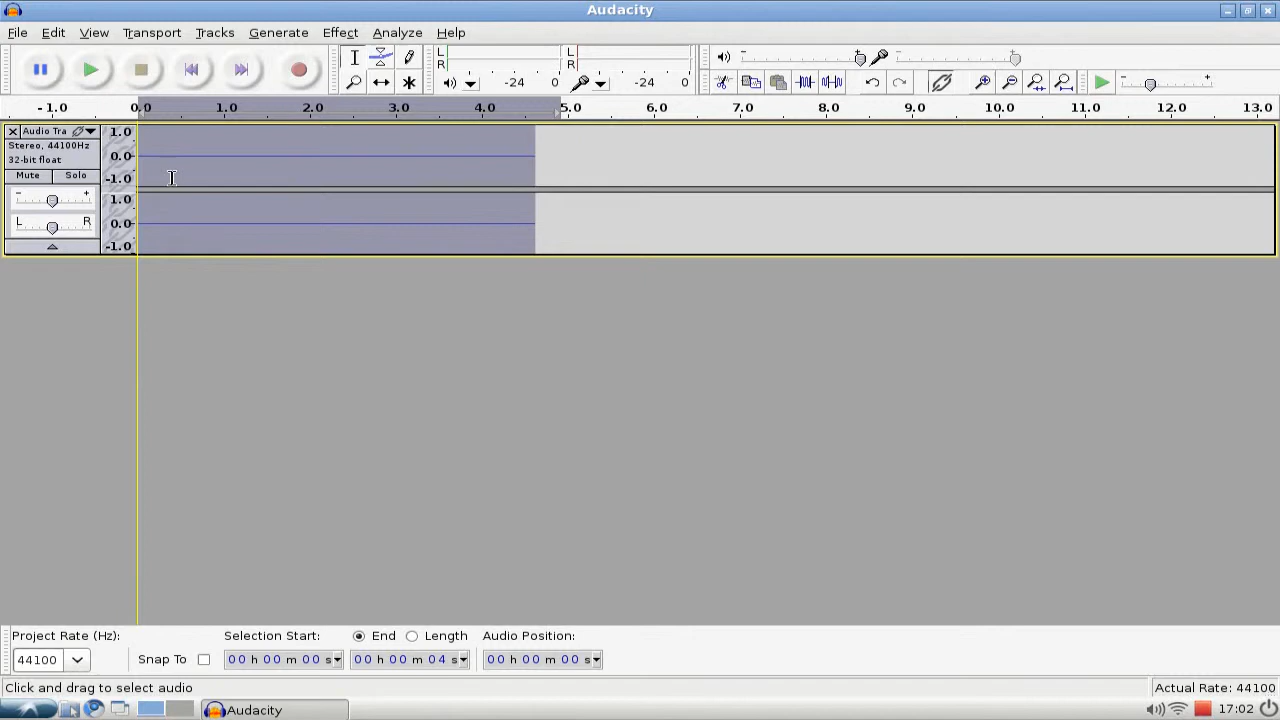 Audacity
File Edit View Transport Tracks Generate Effect Analyze Help
L
R
-24 0
L
R
-24 0
-1.0 0.0 1.0 2.0 3.0 4.0 5.0 6.0 7.0 8.0 9.0 10.0 11.0 12.0 13.0
Audio Tra
Stereo, 44100Hz
32-bit float
Mute Solo
- +
L R
1.0
0.0
-1.0
1.0
0.0
-1.0
Project Rate (Hz): Selection Start: End Length Audio Position:
44100 Snap To 00 h 00 m 00 s 00 h 00 m 04 s 00 h 00 m 00 s
Click and drag to select audio Actual Rate: 44100
Audacity 17:02